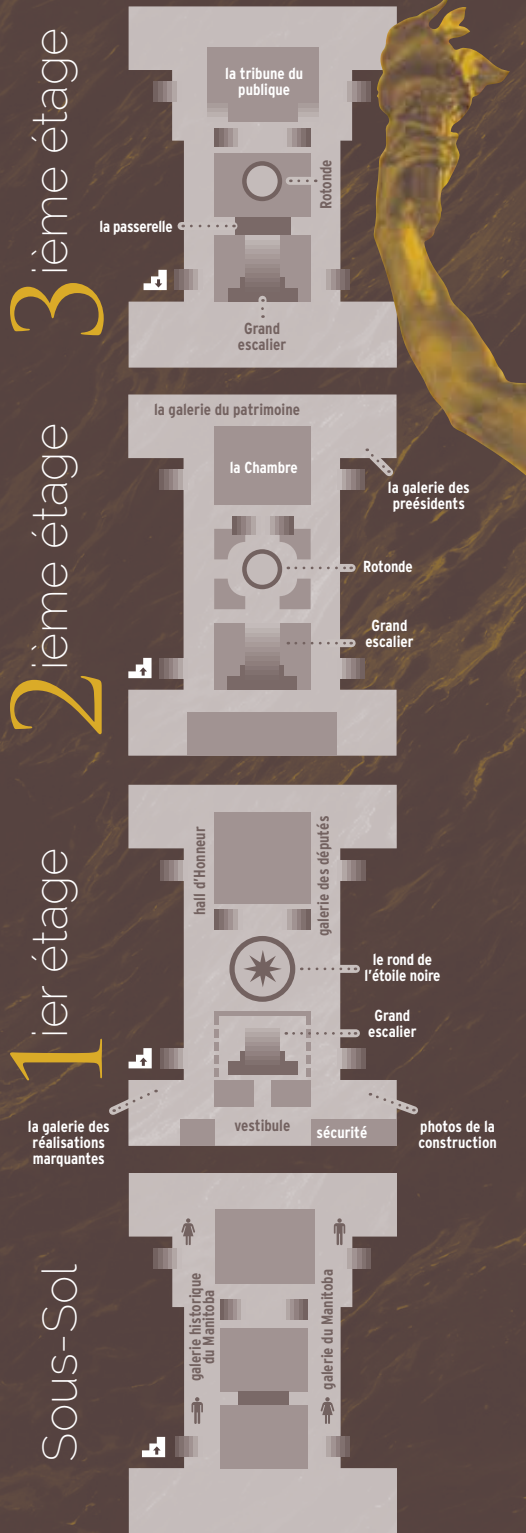 3ième étage
la tribune du
publique
Rotonde
la passerelle
Grand
escalier
2ième étage
la galerie du patrimoine
la Chambre
la galerie des
preésidents
Rotonde
Grand
escalier
1ier étage
hall d'Honneur
galerie des députés
le rond de
l'étoile noire
Grand
escalier
la galerie des
réalisations
marquantes
vestibule
sécurité
photos de la
construction
Sous-Sol
galerie historique
du Manitoba
galerie du Manitoba